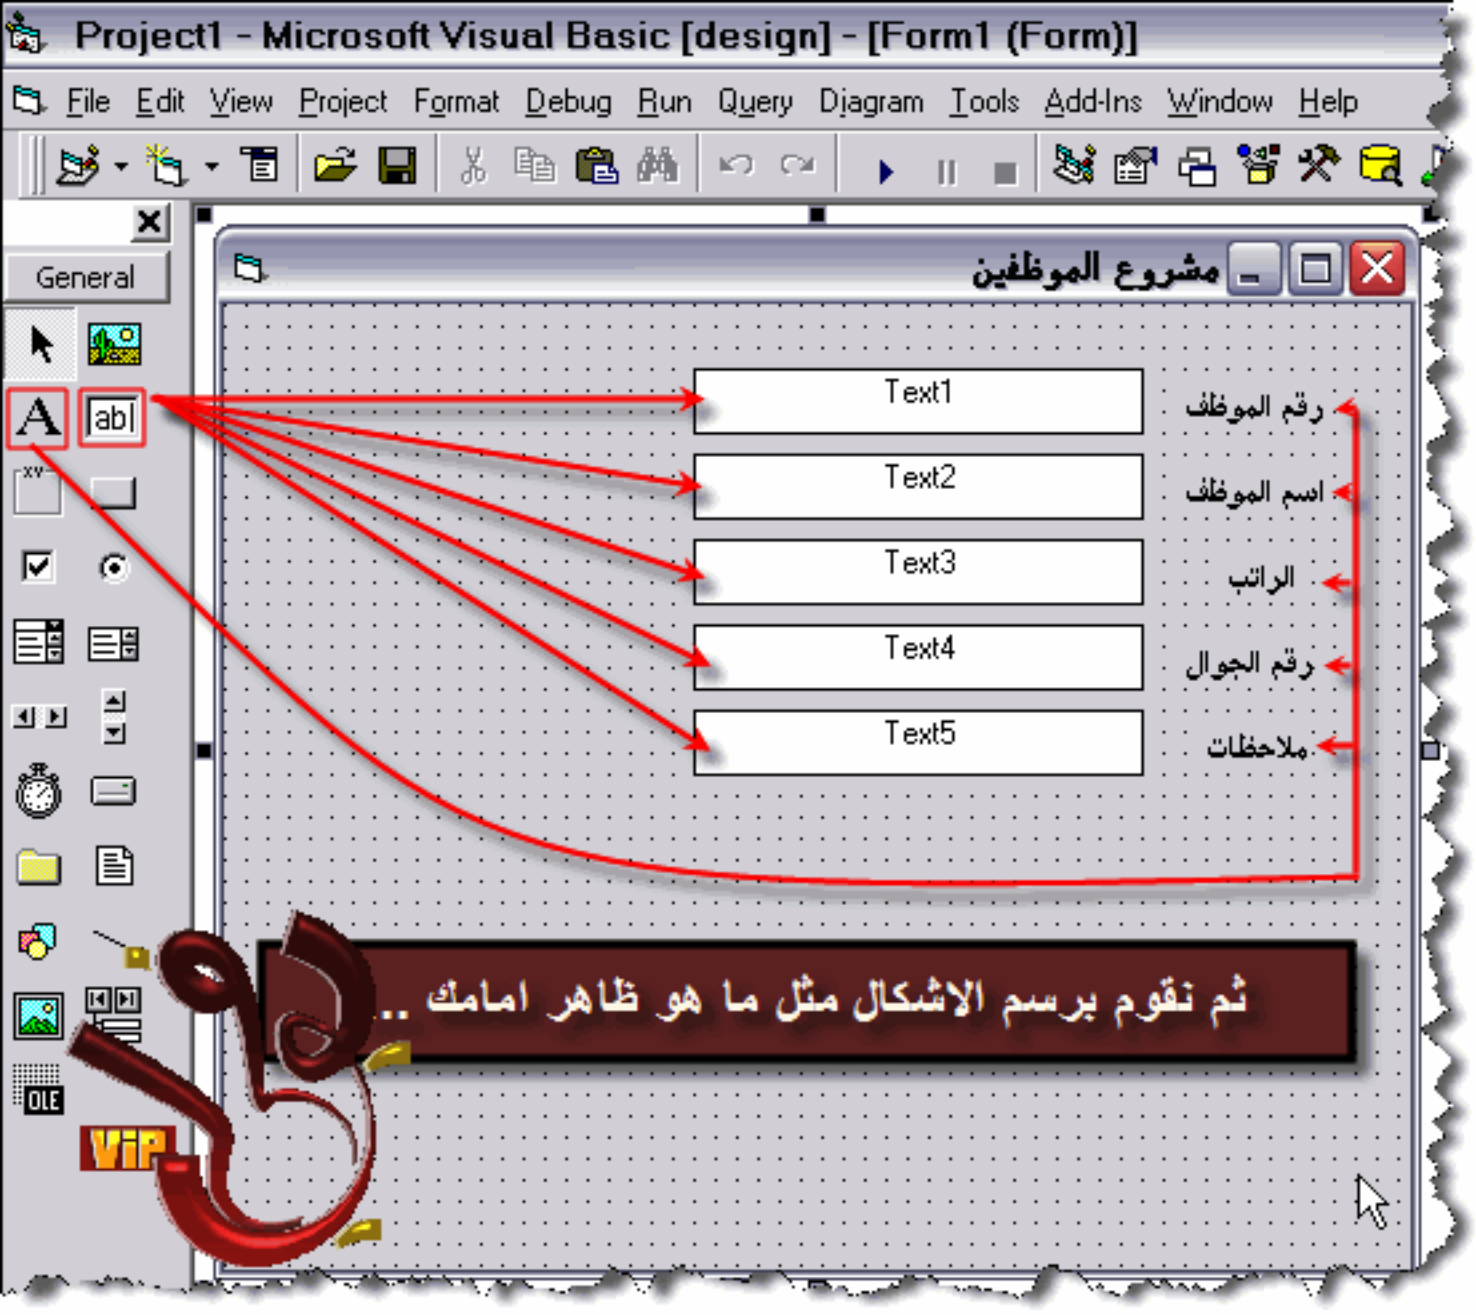 Project1 - Microsoft Visual Basic [design] - [Form1 (Form)]
File Edit View Project Format Debug Run Query Diagram Tools Add-Ins Window Help
General
مشروع الموظفين
A
ab|
Text1
رقم الموظف
XY
Text2
اسم الموظف
Text3
الراتب
Text4
رقم الجوال
Text5
ملاحظات
ثم نقوم برسم الاشكال مثل ما هو ظاهر امامك ..
OLE
ViP